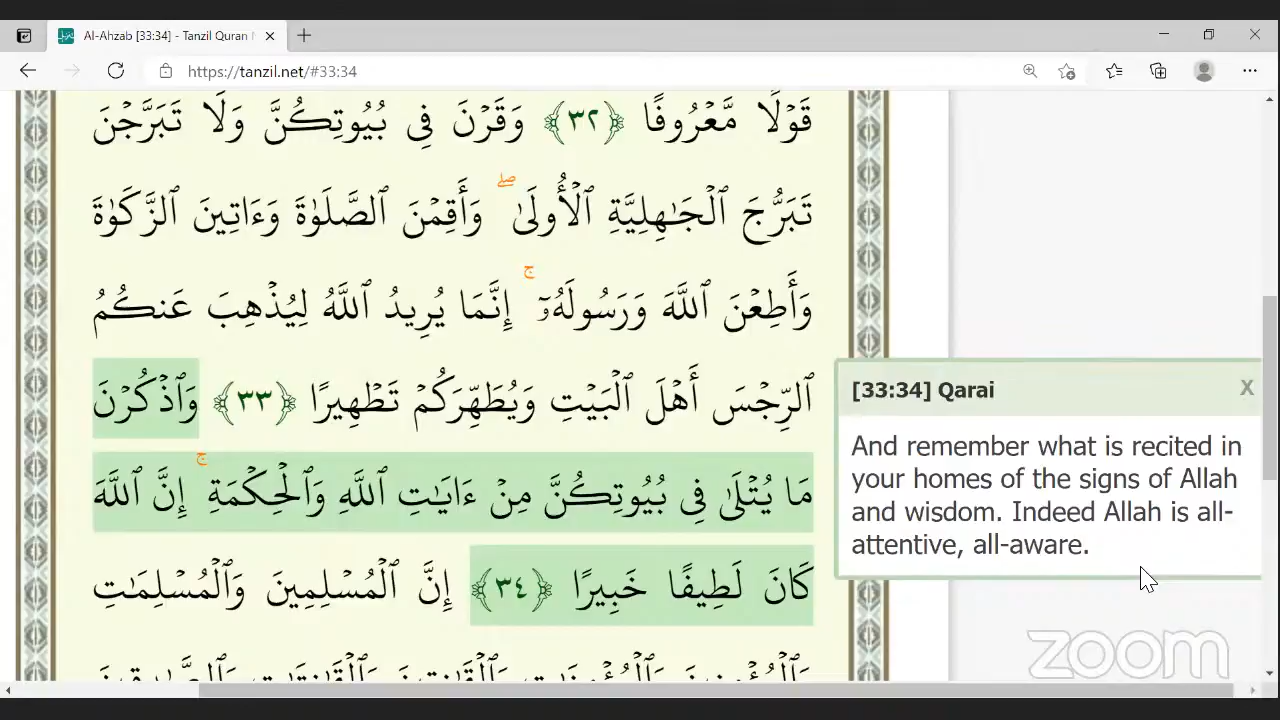 Al-Ahzab [33:34] - Tanzil Quran N
https://tanzil.net/#33:34
قَوْلًا مَّعْرُوفًا ﴿٣٢﴾ وَقَرْنَ فِى بُيُوتِكُنَّ وَلَا تَبَرَّجْنَ
تَبَرُّجَ ٱلْجَـٰهِلِيَّةِ ٱلْأُولَىٰ ۖ وَأَقِمْنَ ٱلصَّلَوٰةَ وَءَاتِينَ ٱلزَّكَوٰةَ
وَأَطِعْنَ ٱللَّهَ وَرَسُولَهُۥٓ ۚ إِنَّمَا يُرِيدُ ٱللَّهُ لِيُذْهِبَ عَنكُمُ
ٱلرِّجْسَ أَهْلَ ٱلْبَيْتِ وَيُطَهِّرَكُمْ تَطْهِيرًا ﴿٣٣﴾ وَٱذْكُرْنَ
مَا يُتْلَىٰ فِى بُيُوتِكُنَّ مِنْ ءَايَـٰتِ ٱللَّهِ وَٱلْحِكْمَةِ ۚ إِنَّ ٱللَّهَ
كَانَ لَطِيفًا خَبِيرًا ﴿٣٤﴾ إِنَّ ٱلْمُسْلِمِينَ وَٱلْمُسْلِمَـٰتِ
[33:34] Qarai
X
And remember what is recited in
your homes of the signs of Allah
and wisdom. Indeed Allah is all-
attentive, all-aware.
zoom